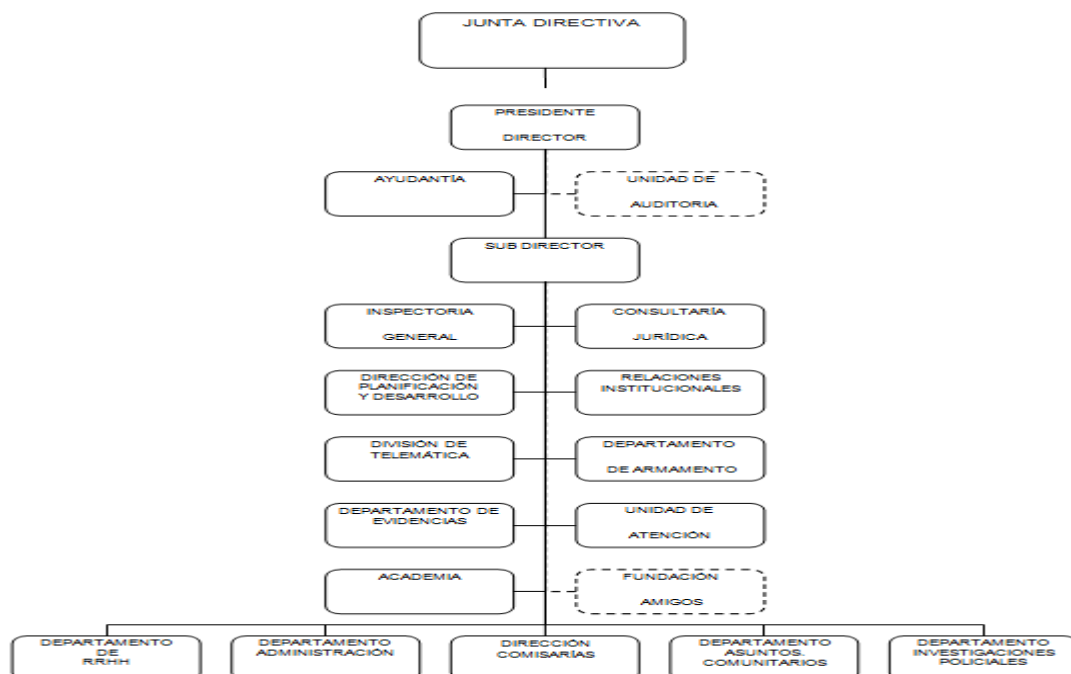 JUNTA DIRECTIVA
PRESIDENTE
DIRECTOR
AYUDANTÍA
UNIDAD DE
AUDITORIA
SUB DIRECTOR
INSPECTORIA
GENERAL
CONSULTARÍA
JURÍDICA
DIRECCIÓN DE
PLANIFICACIÓN
Y DESARROLLO
RELACIONES
INSTITUCIONALES
DIVISIÓN DE
TELEMÁTICA
DEPARTAMENTO
DE ARMAMENTO
DEPARTAMENTO DE
EVIDENCIAS
UNIDAD DE
ATENCIÓN
ACADEMIA
FUNDACIÓN
AMIGOS
DEPARTAMENTO
DE
RRHH
DEPARTAMENTO
ADMINISTRACIÓN
DIRECCIÓN
COMISARÍAS
DEPARTAMENTO
ASUNTOS.
COMUNITARIOS
DEPARTAMENTO
INVESTIGACIONES
POLICIALES